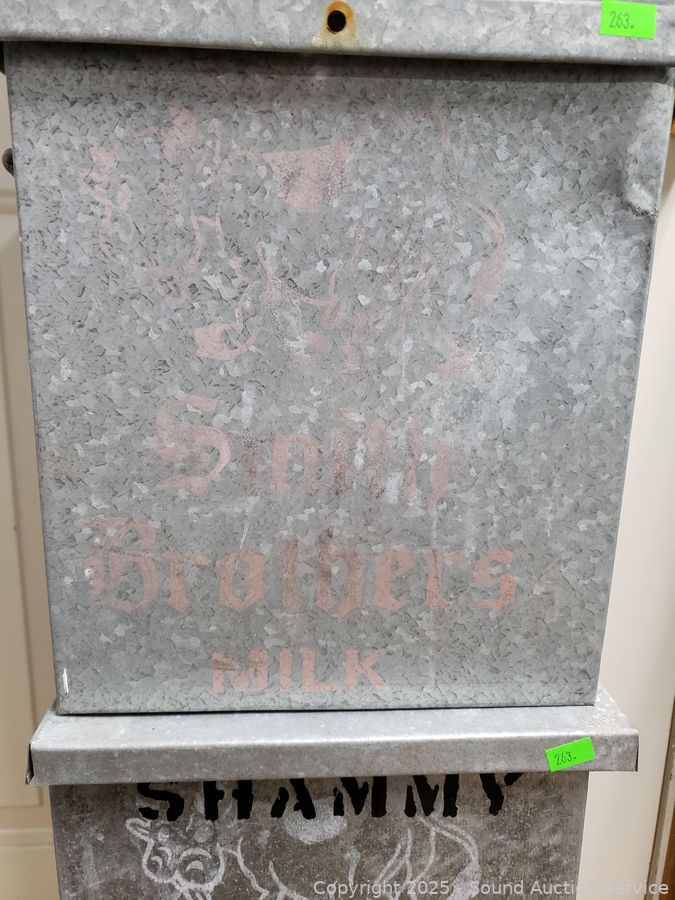 263.
Smith
Brothers
MILK
263.
SHAMMY
Copyright 2025 - Sound Auction Service